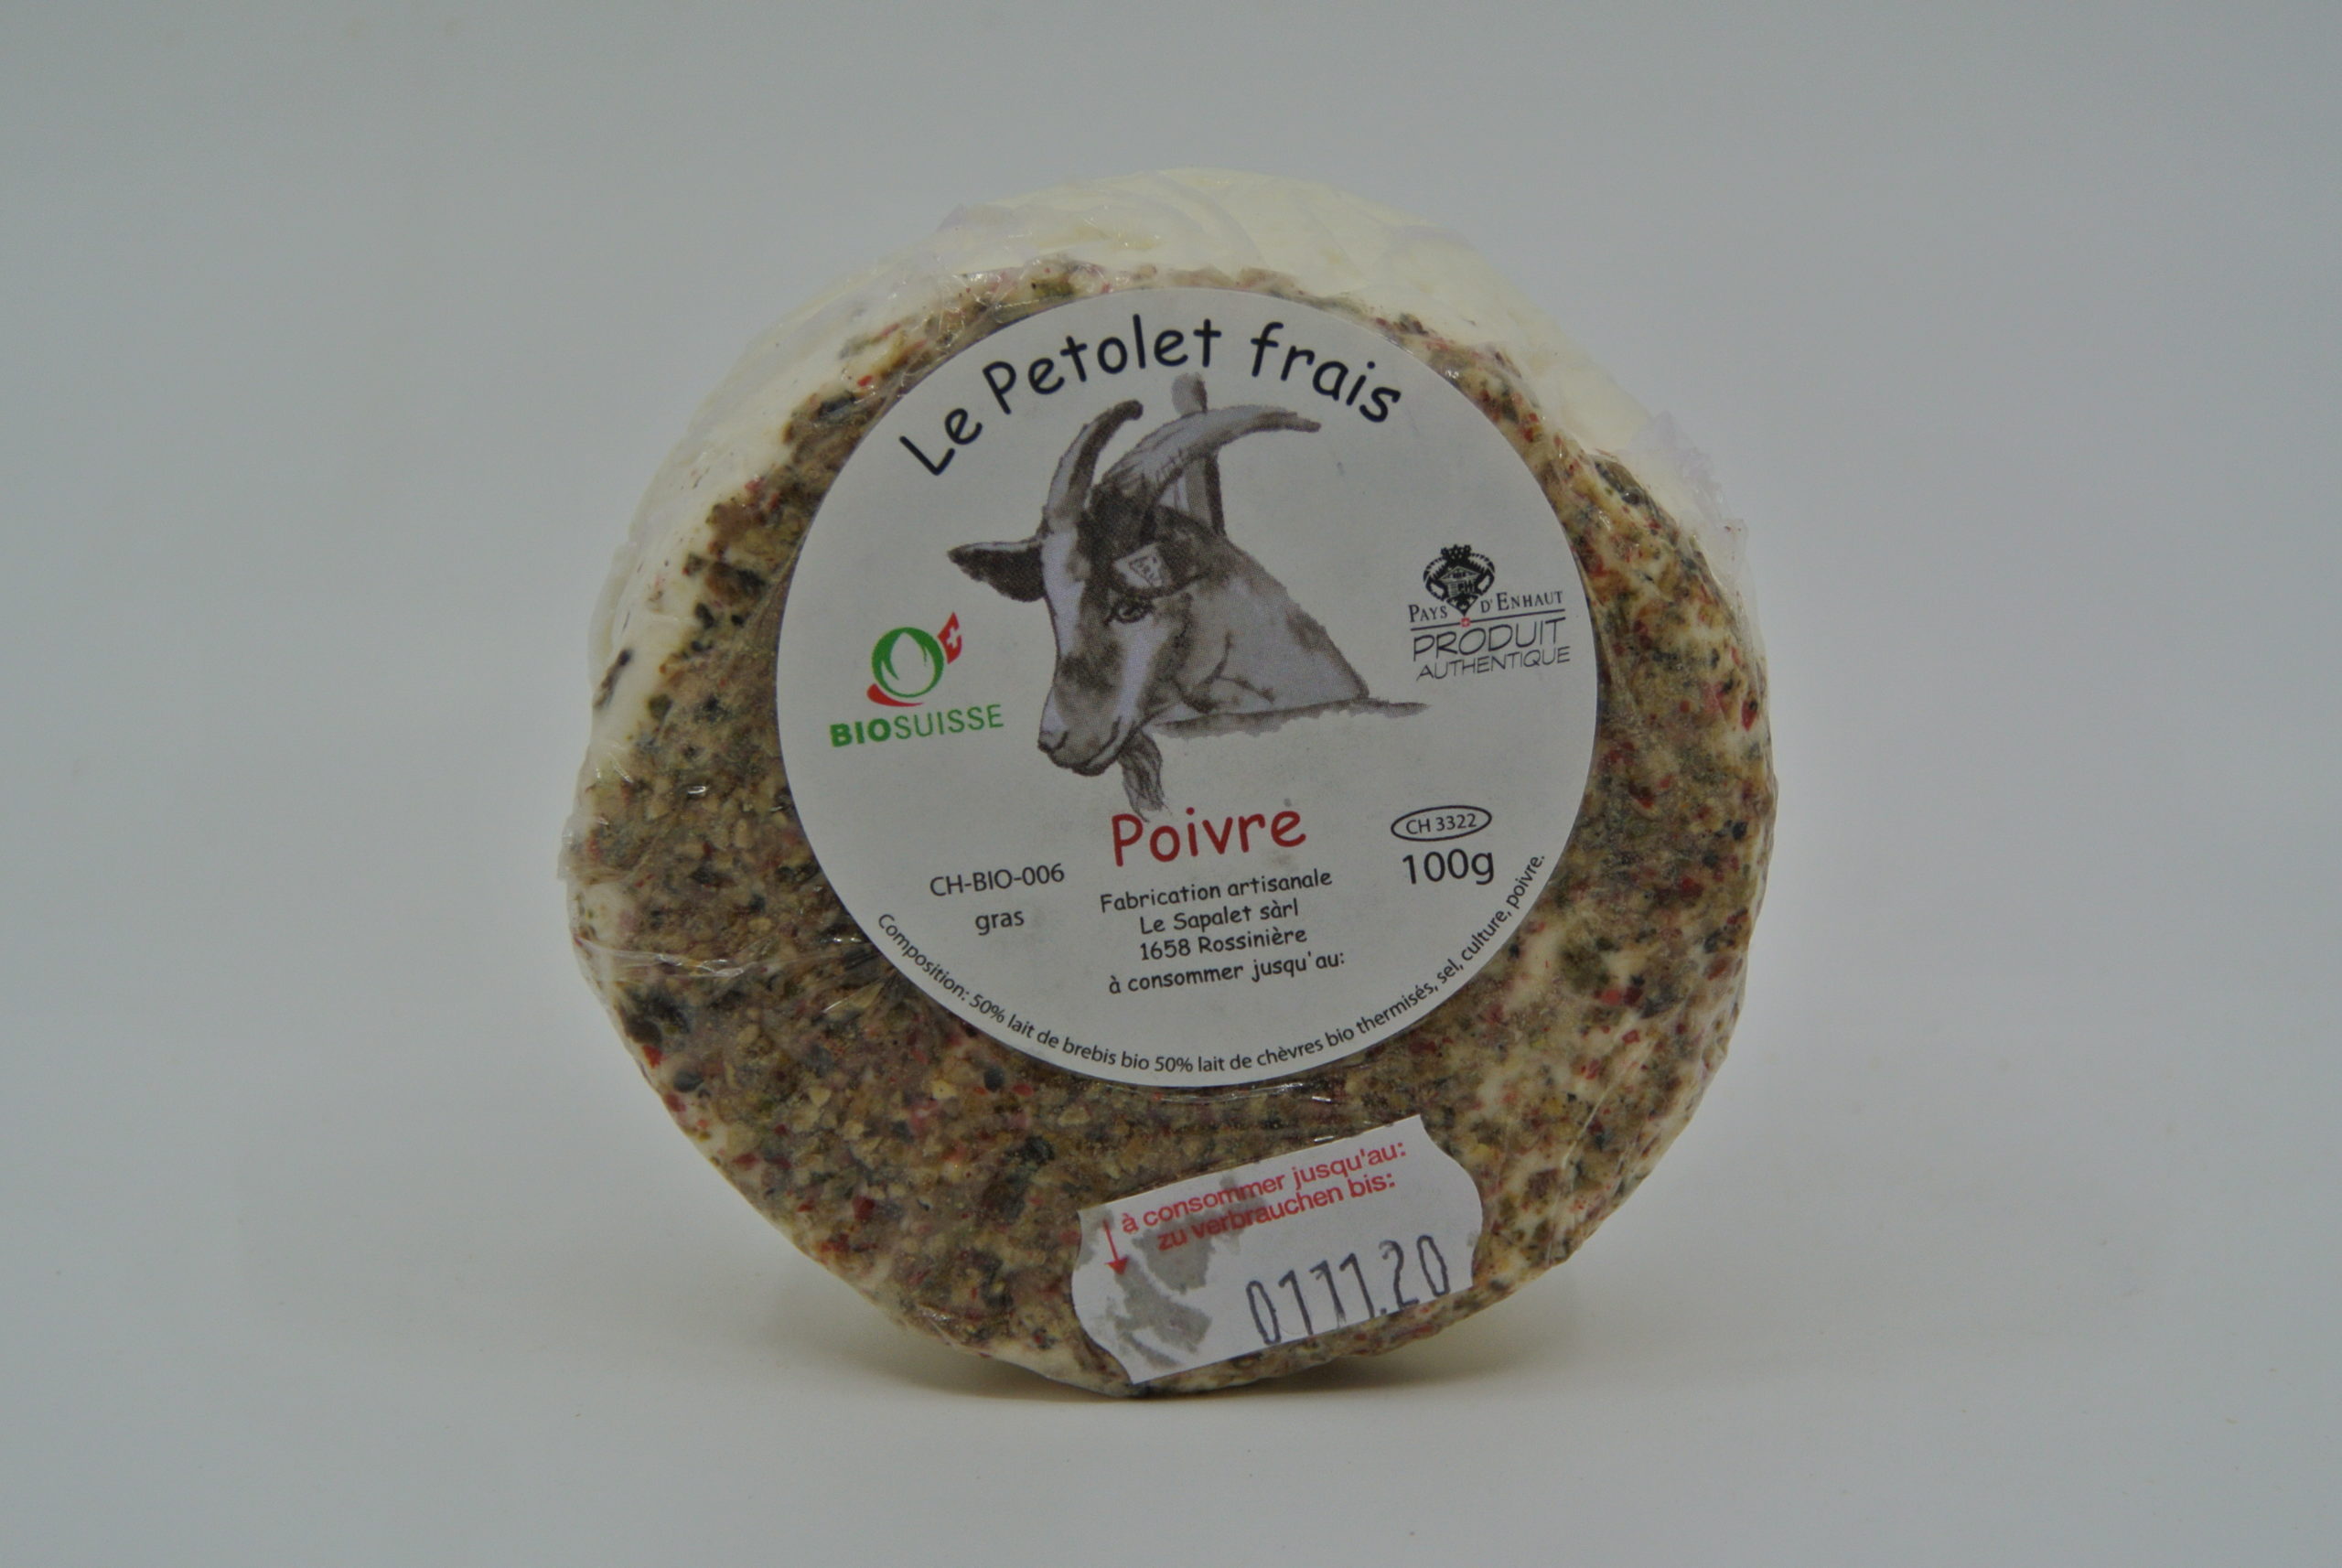 Le Petolet frais
PAYS D'ENHAUT
PRODUIT
AUTHENTIQUE
BIOSUISSE
Poivre
CH 3322
100g
CH-BIO-006
gras
Fabrication artisanale
Le Sapalet sàrl
1658 Rossinière
à consommer jusqu'au:
Composition: 50% lait de brebis bio 50% lait de chèvres bio thermisés, sel, culture, poivre.
à consommer jusqu'au:
zu verbrauchen bis:
0111.20